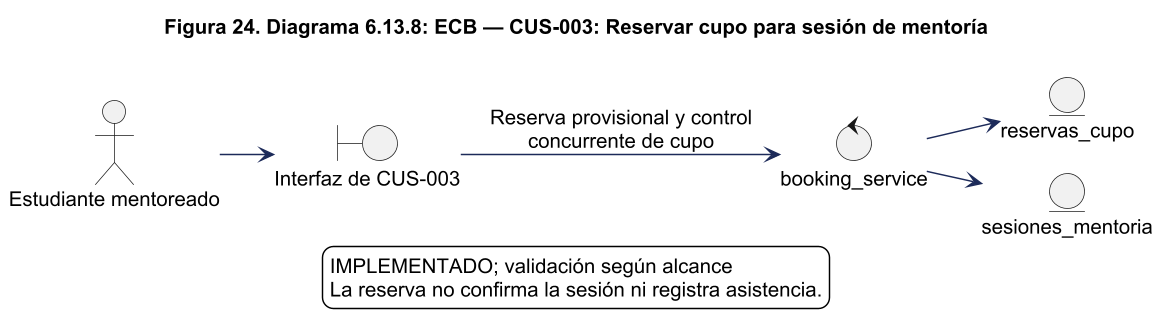 Figura 24. Diagrama 6.13.8: ECB — CUS-003: Reservar cupo para sesión de mentoría
Estudiante mentoreado
Interfaz de CUS-003
Reserva provisional y control
concurrente de cupo
booking_service
reservas_cupo
sesiones_mentoria
IMPLEMENTADO; validación según alcance
La reserva no confirma la sesión ni registra asistencia.